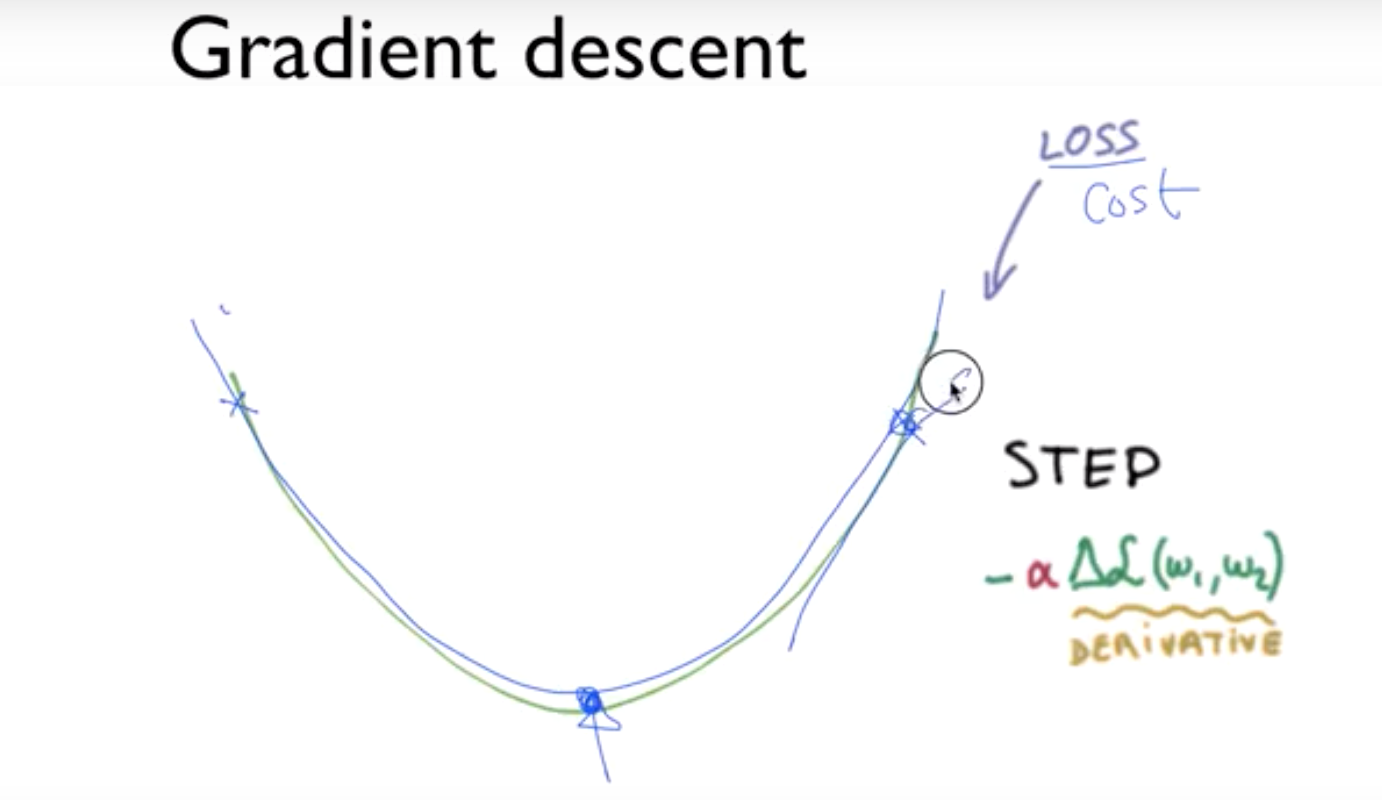 Gradient descent
LOSS
Cost
STEP
- α Δℒ(w₁,w₂)
DERiVATiVE